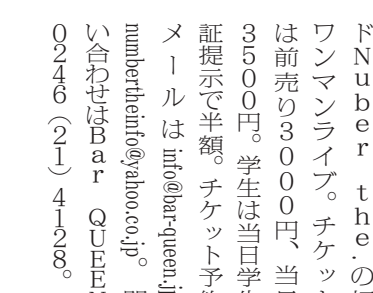 ドNuber the.の
ワンマンライブ。チケッ
は前売り3000円、当
3500円。学生は当日学
証提示で半額。チケット予
メールは info@bar-queen.j
numbertheinfo@yahoo.co.jp。
い合わせはBar QUEE
0246(21)4128。